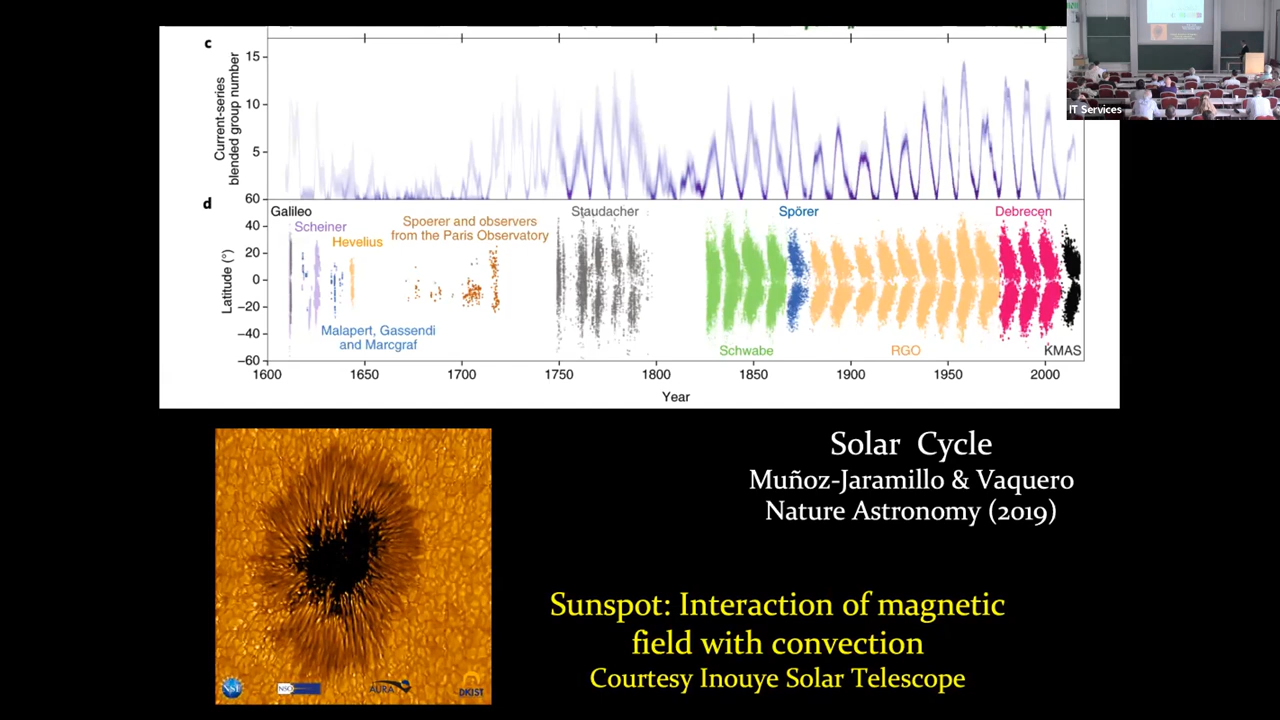 IT Services
c
Current-series
blended group number
15
10
5
60
d
Galileo
Scheiner
Hevelius
Spoerer and observers
from the Paris Observatory
Staudacher
Spörer
Debrecen
Latitude (°)
40
20
0
−20
−40
−60
Malapert, Gassendi
and Marcgraf
Schwabe
RGO
KMAS
1600 1650 1700 1750 1800 1850 1900 1950 2000
Year
Solar Cycle
Muñoz-Jaramillo & Vaquero
Nature Astronomy (2019)
Sunspot: Interaction of magnetic
field with convection
Courtesy Inouye Solar Telescope
NSF NSO AURA DKIST